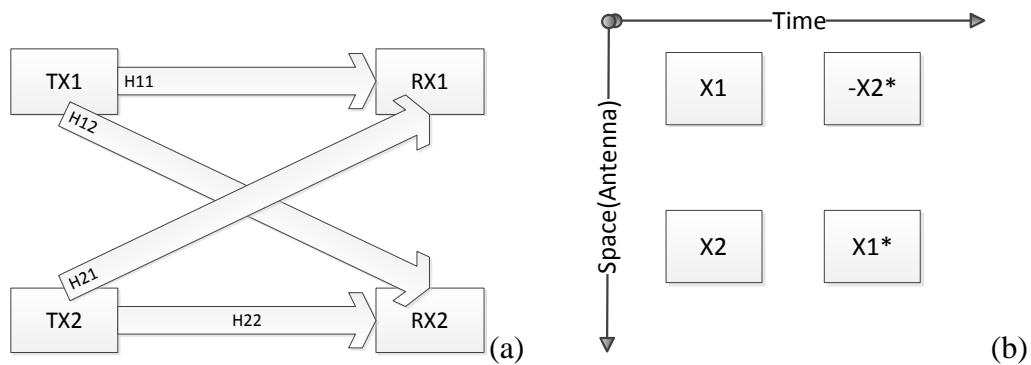 TX1
H11
RX1
H12
H21
TX2
H22
RX2
(a)
Time
Space(Antenna)
X1
-X2*
X2
X1*
(b)